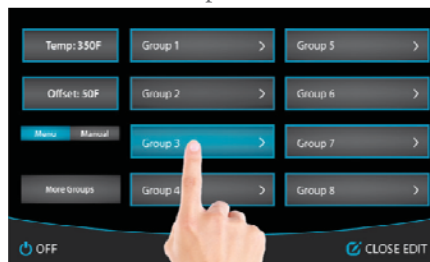 Temp: 350F
Group 1 >
Group 5 >
Offset: 50F
Group 2 >
Group 6 >
Menu Manual
Group 3 >
Group 7 >
More Groups
Group 4 >
Group 8 >
OFF
CLOSE EDIT